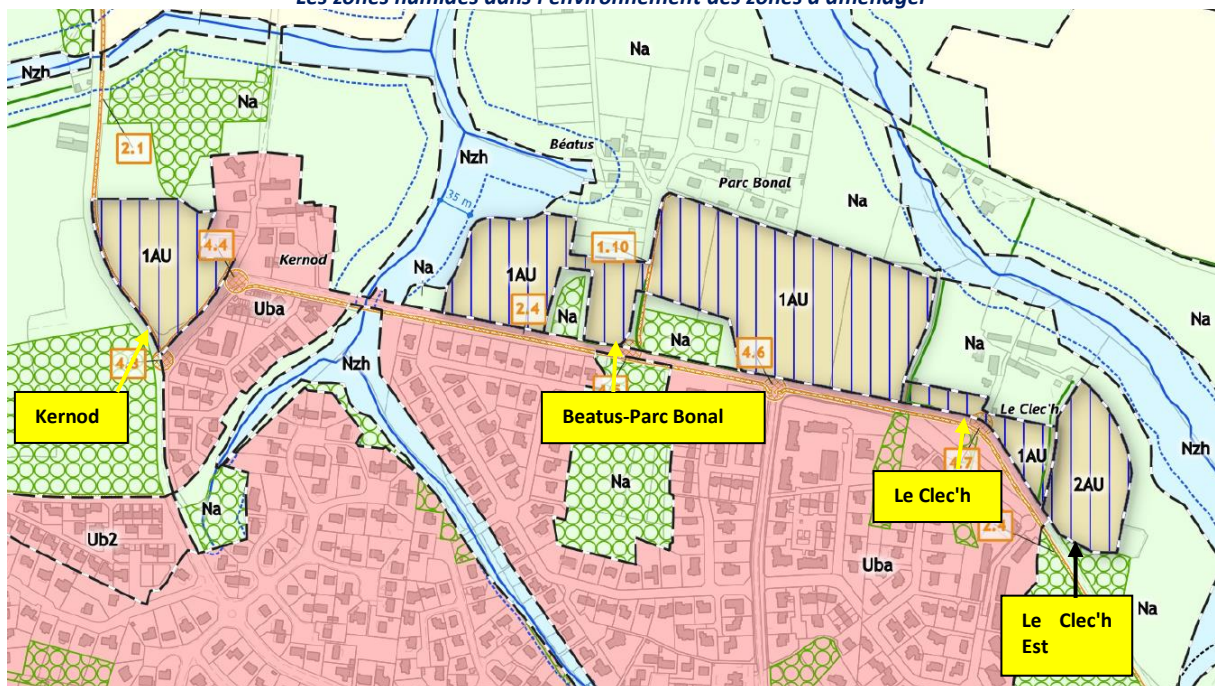 Les zones humides dans l'environnement des zones à aménager
Na
Nzh
Na
2.1
Béatus
Nzh
Parc Bonal
Na
35 m
1AU
4.4
1.10
Kernod
Na
1AU
1AU
2.4
Na
Uba
Na
Na
Na
4.3
Nzh
4.6
Le Clec'h
Nzh
Kernod
Beatus-Parc Bonal
4.7
1AU
2AU
Na
Le Clec'h
2.4
Na
Ub2
Uba
Na
Le Clec'h
Est